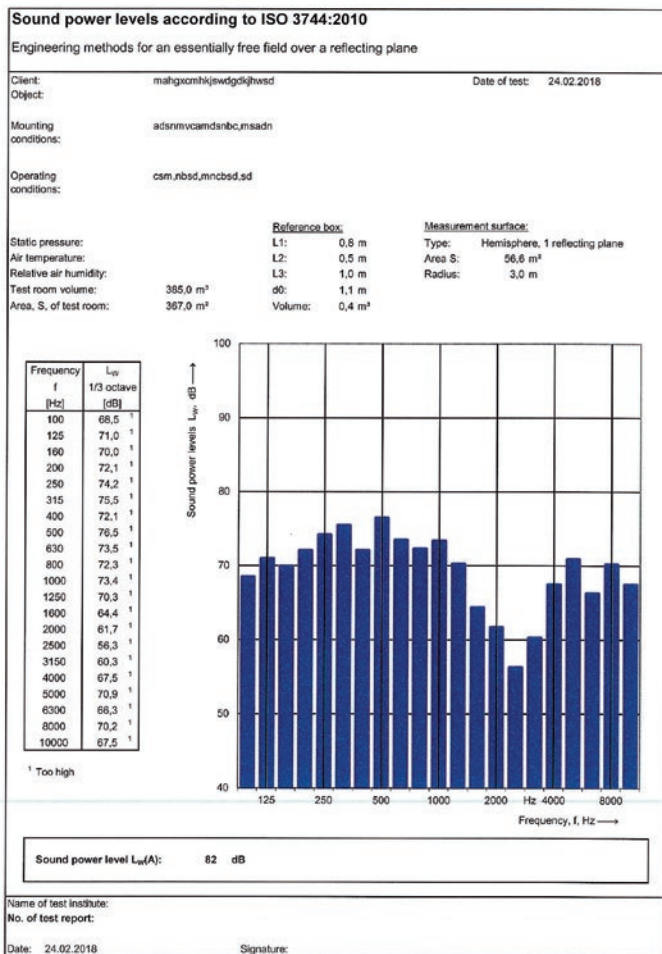 Sound power levels according to ISO 3744:2010
Engineering methods for an essentially free field over a reflecting plane
Client: mahgxcmhkjswdgdkjhwsd Date of test: 24.02.2018
Object:
Mounting conditions: adsnmvcamdsnbc,msadn
Operating conditions: csm,nbsd,mncbsd,sd
Reference box: Measurement surface:
Static pressure: L1: 0,8 m Type: Hemisphere, 1 reflecting plane
Air temperature: L2: 0,5 m Area S: 56,6 m²
Relative air humidity: L3: 1,0 m Radius: 3,0 m
Test room volume: 385,0 m³ d0: 1,1 m
Area, S, of test room: 367,0 m² Volume: 0,4 m³
Frequency f [Hz] LW 1/3 octave [dB]
100 68,5 ¹
125 71,0 ¹
160 70,0 ¹
200 72,1 ¹
250 74,2 ¹
315 75,5 ¹
400 72,1 ¹
500 76,5 ¹
630 73,5 ¹
800 72,3 ¹
1000 73,4 ¹
1250 70,3 ¹
1600 64,4 ¹
2000 61,7 ¹
2500 56,3 ¹
3150 60,3 ¹
4000 67,5 ¹
5000 70,9 ¹
6300 66,3 ¹
8000 70,2 ¹
10000 67,5 ¹
¹ Too high
Sound power levels LW, dB →
100
90
80
70
60
50
40
125 250 500 1000 2000 Hz 4000 8000
Frequency, f, Hz →
Sound power level LW(A): 82 dB
Name of test institute:
No. of test report:
Date: 24.02.2018 Signature: